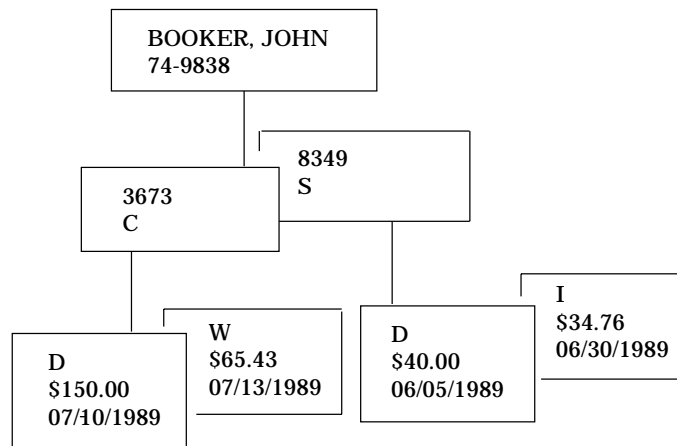 BOOKER, JOHN
74-9838
8349
S
3673
C
I
$34.76
06/30/1989
W
$65.43
07/13/1989
D
$40.00
06/05/1989
D
$150.00
07/10/1989